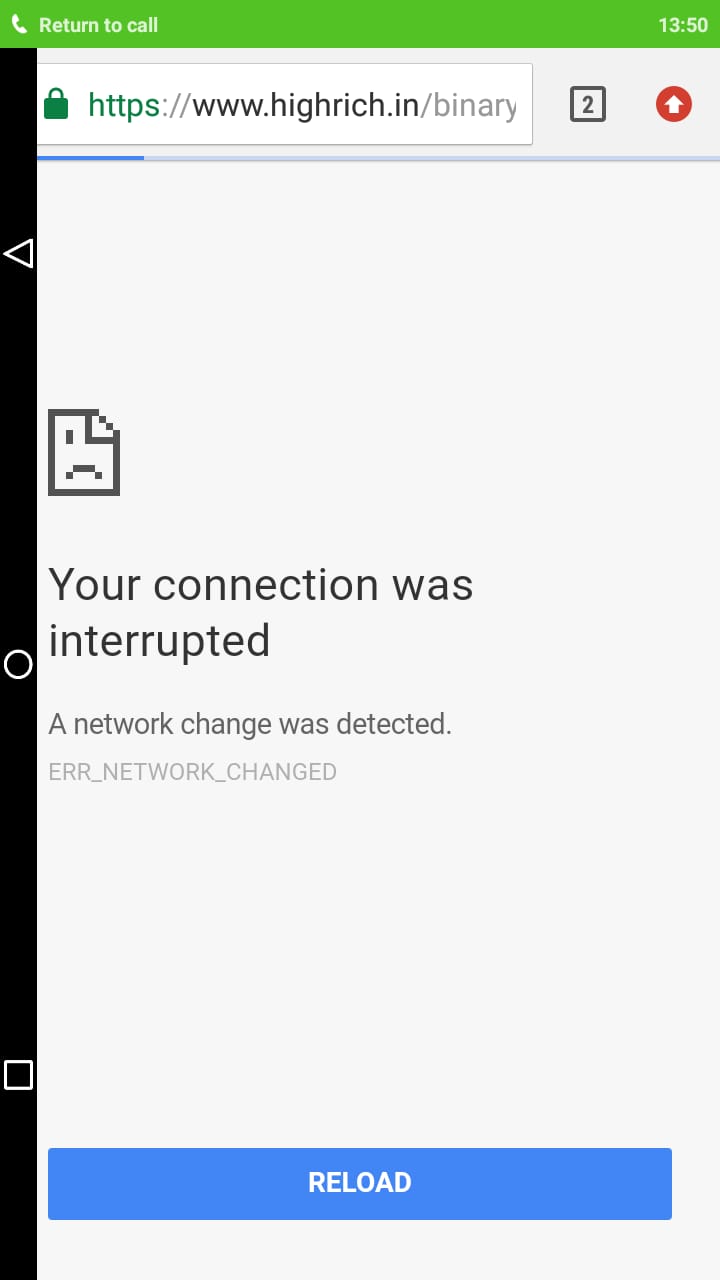 Return to call 13:50
https://www.highrich.in/binary 2
Your connection was
interrupted
A network change was detected.
ERR_NETWORK_CHANGED
RELOAD